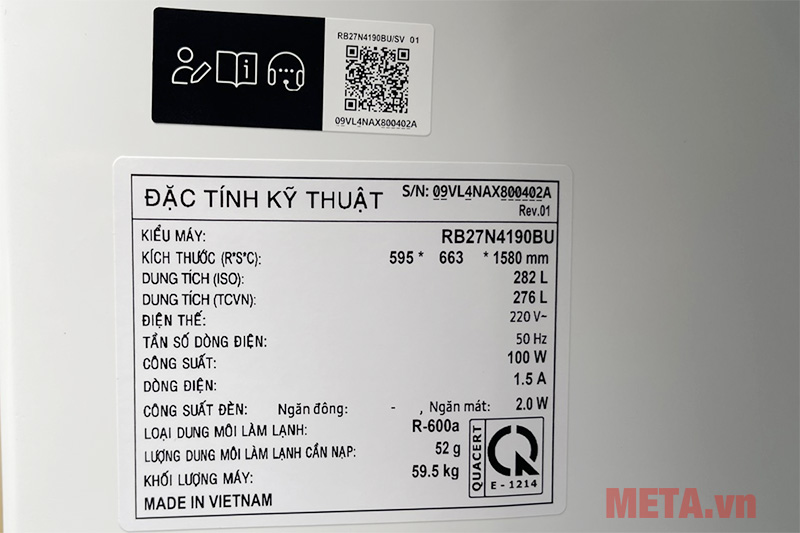 RB27N4190BU/SV 01
09VL4NAX800402A
ĐẶC TÍNH KỸ THUẬT S/N: 09VL4NAX800402A
Rev.01
KIỂU MÁY: RB27N4190BU
KÍCH THƯỚC (R*S*C): 595 * 663 * 1580 mm
DUNG TÍCH (ISO): 282 L
DUNG TÍCH (TCVN): 276 L
ĐIỆN THẾ: 220 V~
TẦN SỐ DÒNG ĐIỆN: 50 Hz
CÔNG SUẤT: 100 W
DÒNG ĐIỆN: 1.5 A
CÔNG SUẤT ĐÈN: Ngăn đông: - , Ngăn mát: 2.0 W
LOẠI DUNG MÔI LÀM LẠNH: R-600a
LƯỢNG DUNG MÔI LÀM LẠNH CẦN NẠP: 52 g
KHỐI LƯỢNG MÁY: 59.5 kg
MADE IN VIETNAM
QUACERT
E - 1214
META.vn